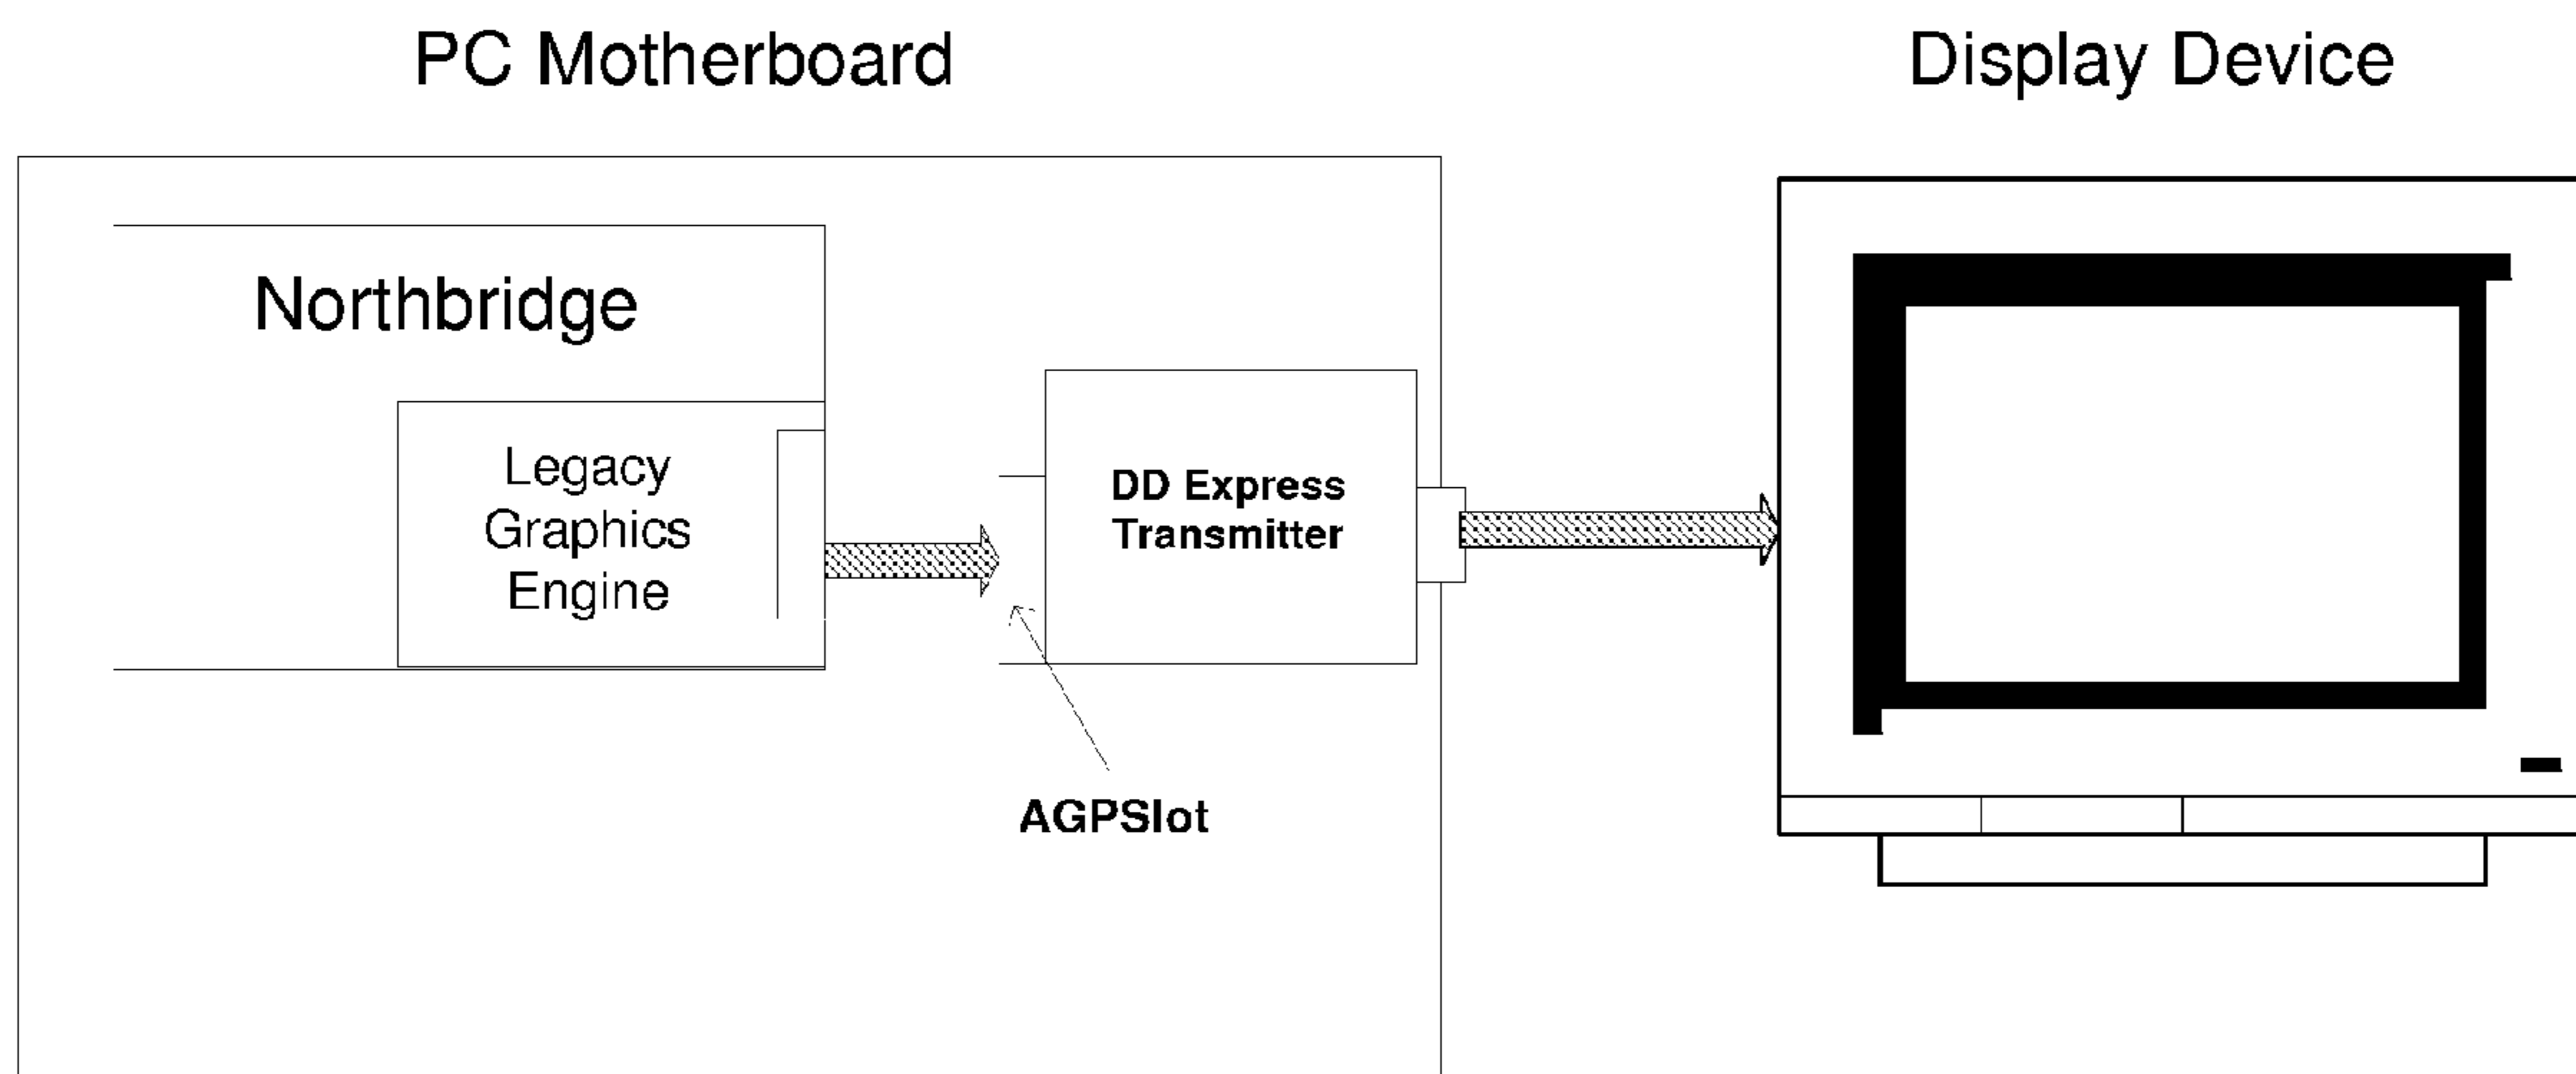 PC Motherboard
Display Device
Northbridge
Legacy
Graphics
Engine
DD Express
Transmitter
AGPSlot